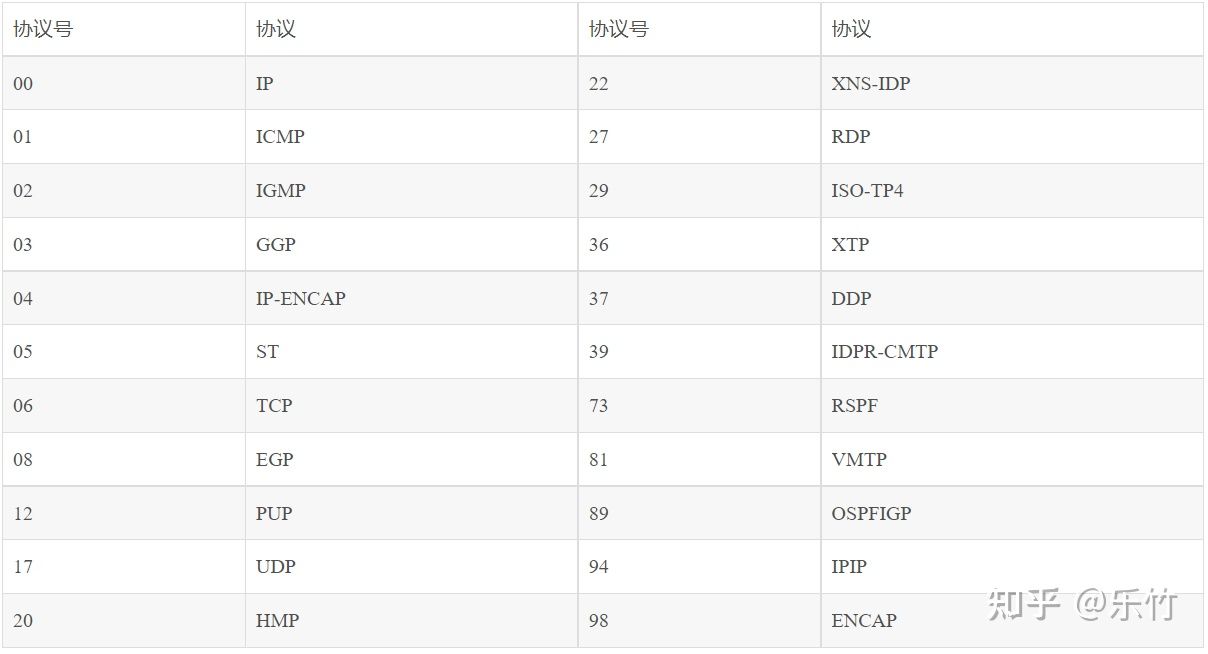 协议号 协议 协议号 协议
00 IP 22 XNS-IDP
01 ICMP 27 RDP
02 IGMP 29 ISO-TP4
03 GGP 36 XTP
04 IP-ENCAP 37 DDP
05 ST 39 IDPR-CMTP
06 TCP 73 RSPF
08 EGP 81 VMTP
12 PUP 89 OSPFIGP
17 UDP 94 IPIP
20 HMP 98 ENCAP
知乎 @乐竹